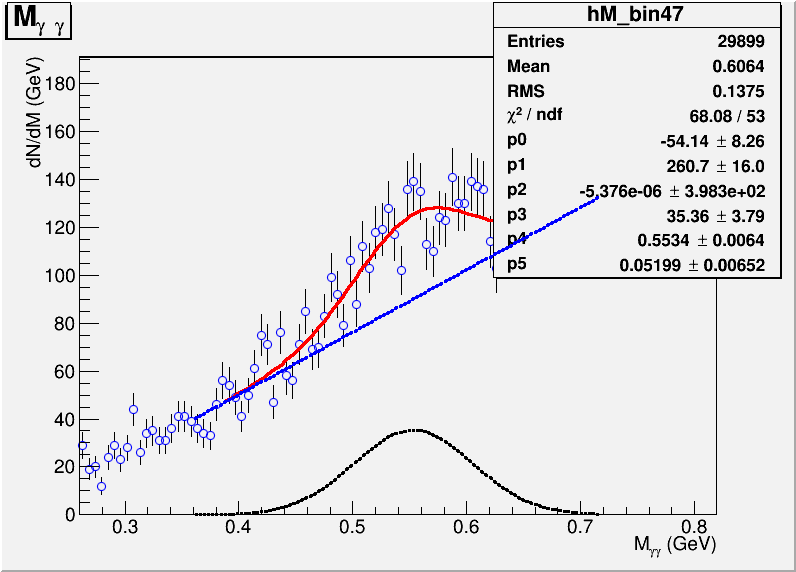 M γ γ
hM_bin47
Entries 29899
Mean 0.6064
RMS 0.1375
χ² / ndf 68.08 / 53
p0 -54.14 ± 8.26
p1 260.7 ± 16.0
p2 -5.376e-06 ± 3.983e+02
p3 35.36 ± 3.79
p4 0.5534 ± 0.0064
p5 0.05199 ± 0.00652
dN/dM (GeV)
180
160
140
120
100
80
60
40
20
0
0.3 0.4 0.5 0.6 0.7 0.8
M γγ (GeV)